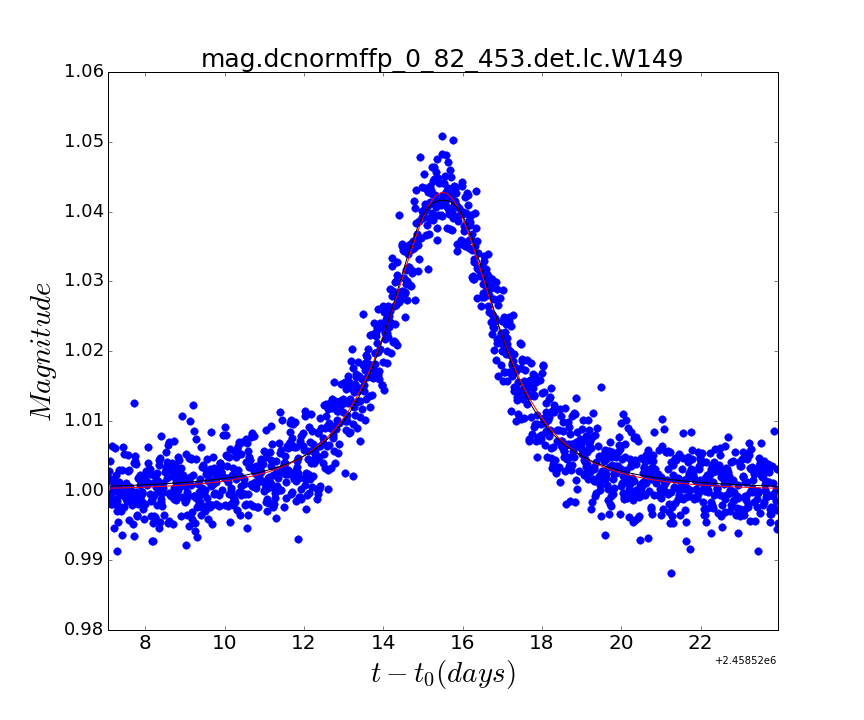 mag.dcnormffp_0_82_453.det.lc.W149
1.06
1.05
1.04
1.03
1.02
1.01
1.00
0.99
0.98
Magnitude
8 10 12 14 16 18 20 22
+2.45852e6
t − t₀(days)